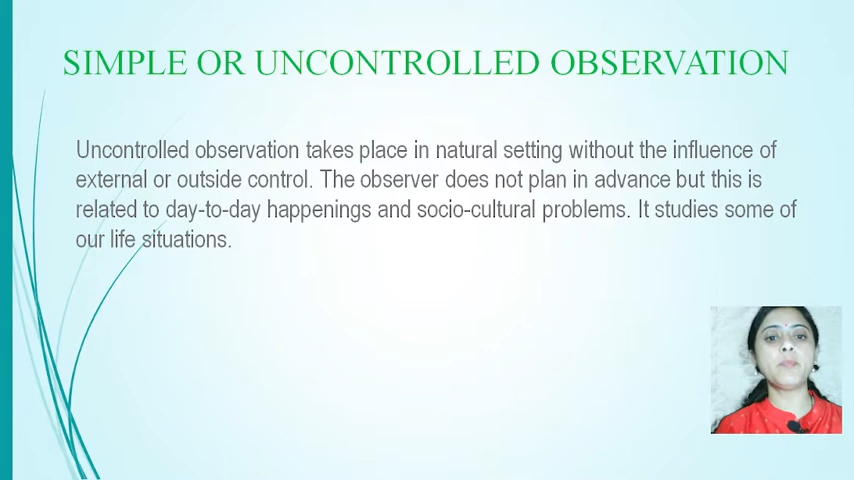 SIMPLE OR UNCONTROLLED OBSERVATION
Uncontrolled observation takes place in natural setting without the influence of
external or outside control. The observer does not plan in advance but this is
related to day-to-day happenings and socio-cultural problems. It studies some of
our life situations.